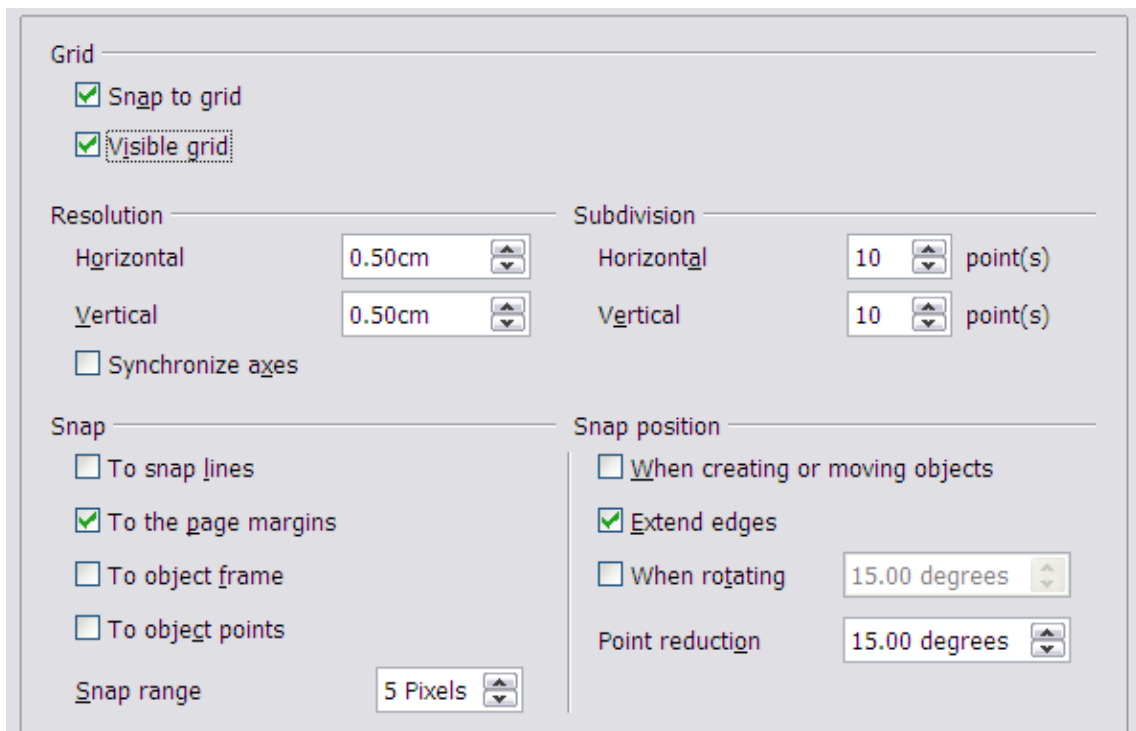 Grid
Snap to grid
Visible grid
Resolution
Horizontal 0.50cm
Vertical 0.50cm
Synchronize axes
Subdivision
Horizontal 10 point(s)
Vertical 10 point(s)
Snap
To snap lines
To the page margins
To object frame
To object points
Snap range 5 Pixels
Snap position
When creating or moving objects
Extend edges
When rotating 15.00 degrees
Point reduction 15.00 degrees